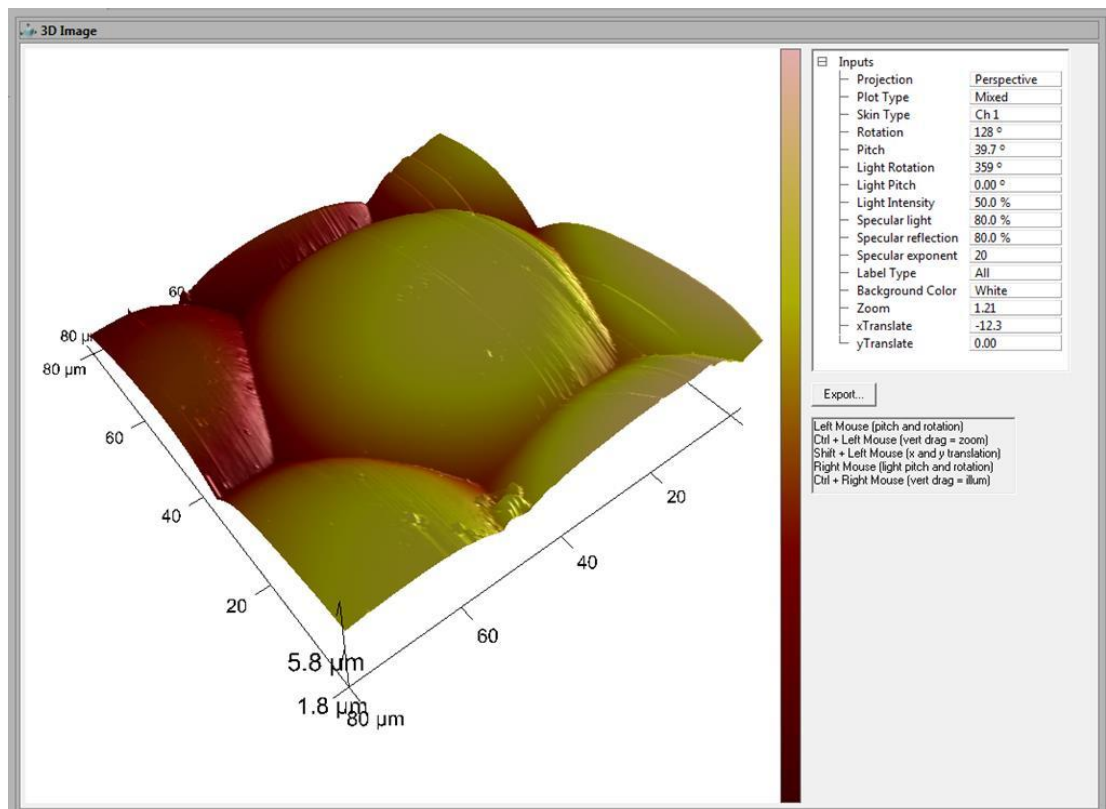 3D Image
Inputs
Projection Perspective
Plot Type Mixed
Skin Type Ch 1
Rotation 128 º
Pitch 39.7 º
Light Rotation 359 º
Light Pitch 0.00 º
Light Intensity 50.0 %
Specular light 80.0 %
Specular reflection 80.0 %
Specular exponent 20
Label Type All
Background Color White
Zoom 1.21
xTranslate -12.3
yTranslate 0.00
Export...
Left Mouse (pitch and rotation)
Ctrl + Left Mouse (vert drag = zoom)
Shift + Left Mouse (x and y translation)
Right Mouse (light pitch and rotation)
Ctrl + Right Mouse (vert drag = illum)
60
80 µm
80 µm
60
40
20
20
40
60
5.8 µm
1.8 µm
80 µm